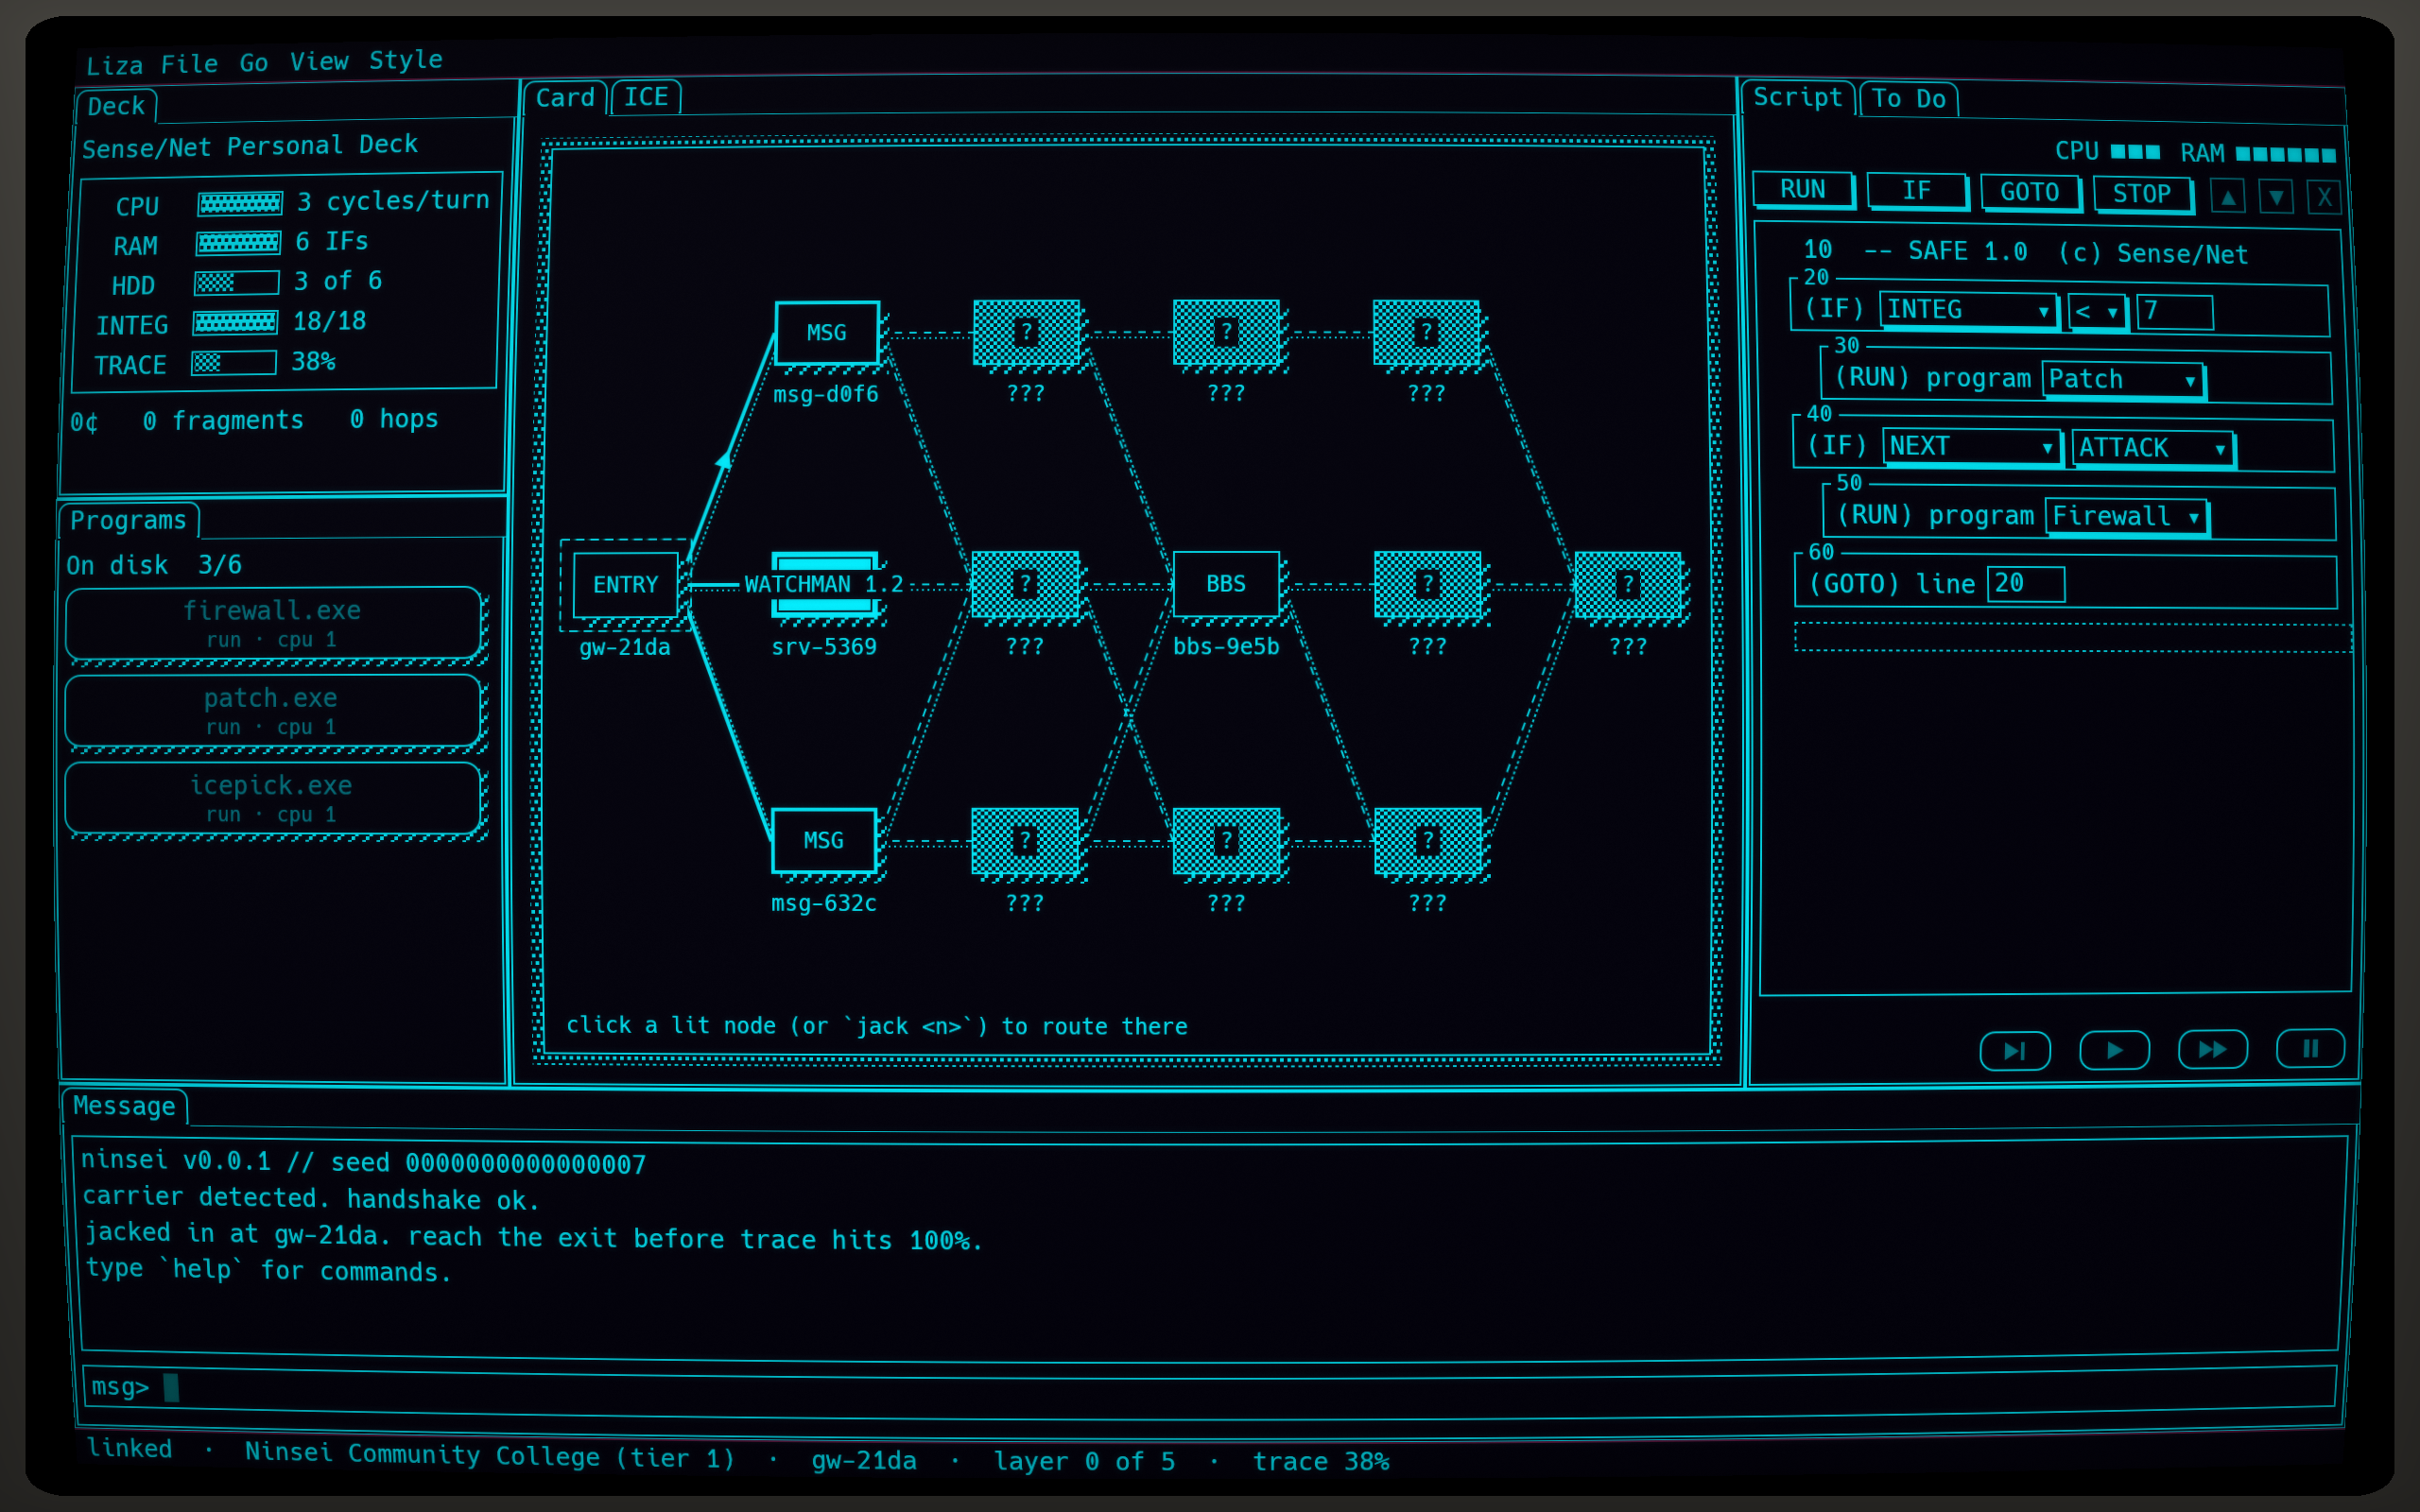 Liza File Go View Style
Deck
Sense/Net Personal Deck
CPU 3 cycles/turn
RAM 6 IFs
HDD 3 of 6
INTEG 18/18
TRACE 38%
0¢ 0 fragments 0 hops
Programs
On disk 3/6
firewall.exe
run · cpu 1
patch.exe
run · cpu 1
icepick.exe
run · cpu 1
Card ICE
MSG ? ? ?
msg-d0f6 ??? ??? ???
ENTRY WATCHMAN 1.2 ? BBS ? ?
gw-21da srv-5369 ??? bbs-9e5b ??? ???
MSG ? ? ?
msg-632c ??? ??? ???
click a lit node (or `jack <n>`) to route there
Script To Do
CPU RAM
RUN IF GOTO STOP ▲ ▼ X
10 -- SAFE 1.0 (c) Sense/Net
20
(IF) INTEG ▼ < ▼ 7
30
(RUN) program Patch ▼
40
(IF) NEXT ▼ ATTACK ▼
50
(RUN) program Firewall ▼
60
(GOTO) line 20
Message
ninsei v0.0.1 // seed 0000000000000007
carrier detected. handshake ok.
jacked in at gw-21da. reach the exit before trace hits 100%.
type `help` for commands.
msg>
linked · Ninsei Community College (tier 1) · gw-21da · layer 0 of 5 · trace 38%